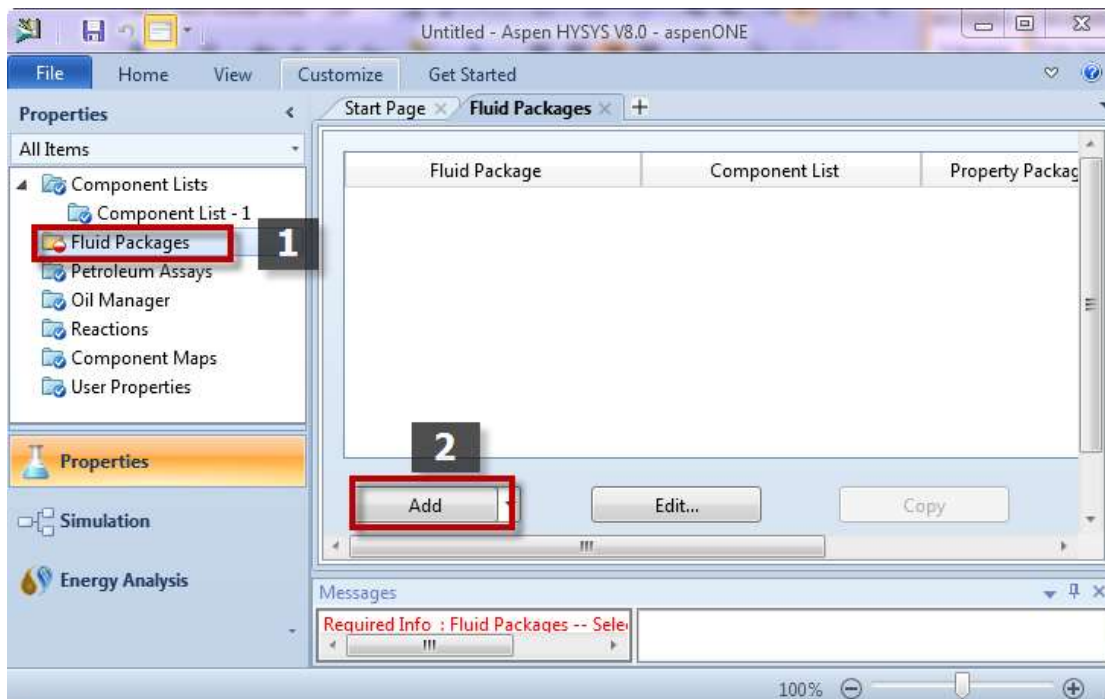 Untitled - Aspen HYSYS V8.0 - aspenONE
File Home View Customize Get Started
Properties
Start Page Fluid Packages
All Items
Fluid Package Component List Property Packag
Component Lists
Component List - 1
Fluid Packages
1
Petroleum Assays
Oil Manager
Reactions
Component Maps
User Properties
2
Properties
Add Edit... Copy
Simulation
Energy Analysis
Messages
Required Info : Fluid Packages -- Sele
100%